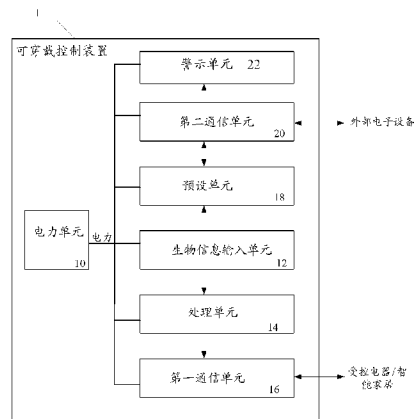 1
可穿戴控制装置
警示单元 22
第二通信单元
20
外部电子设备
预设单元
18
电力单元
10
电力
生物信息输入单元
12
处理单元
14
第一通信单元
16
受控电器/智
能家居